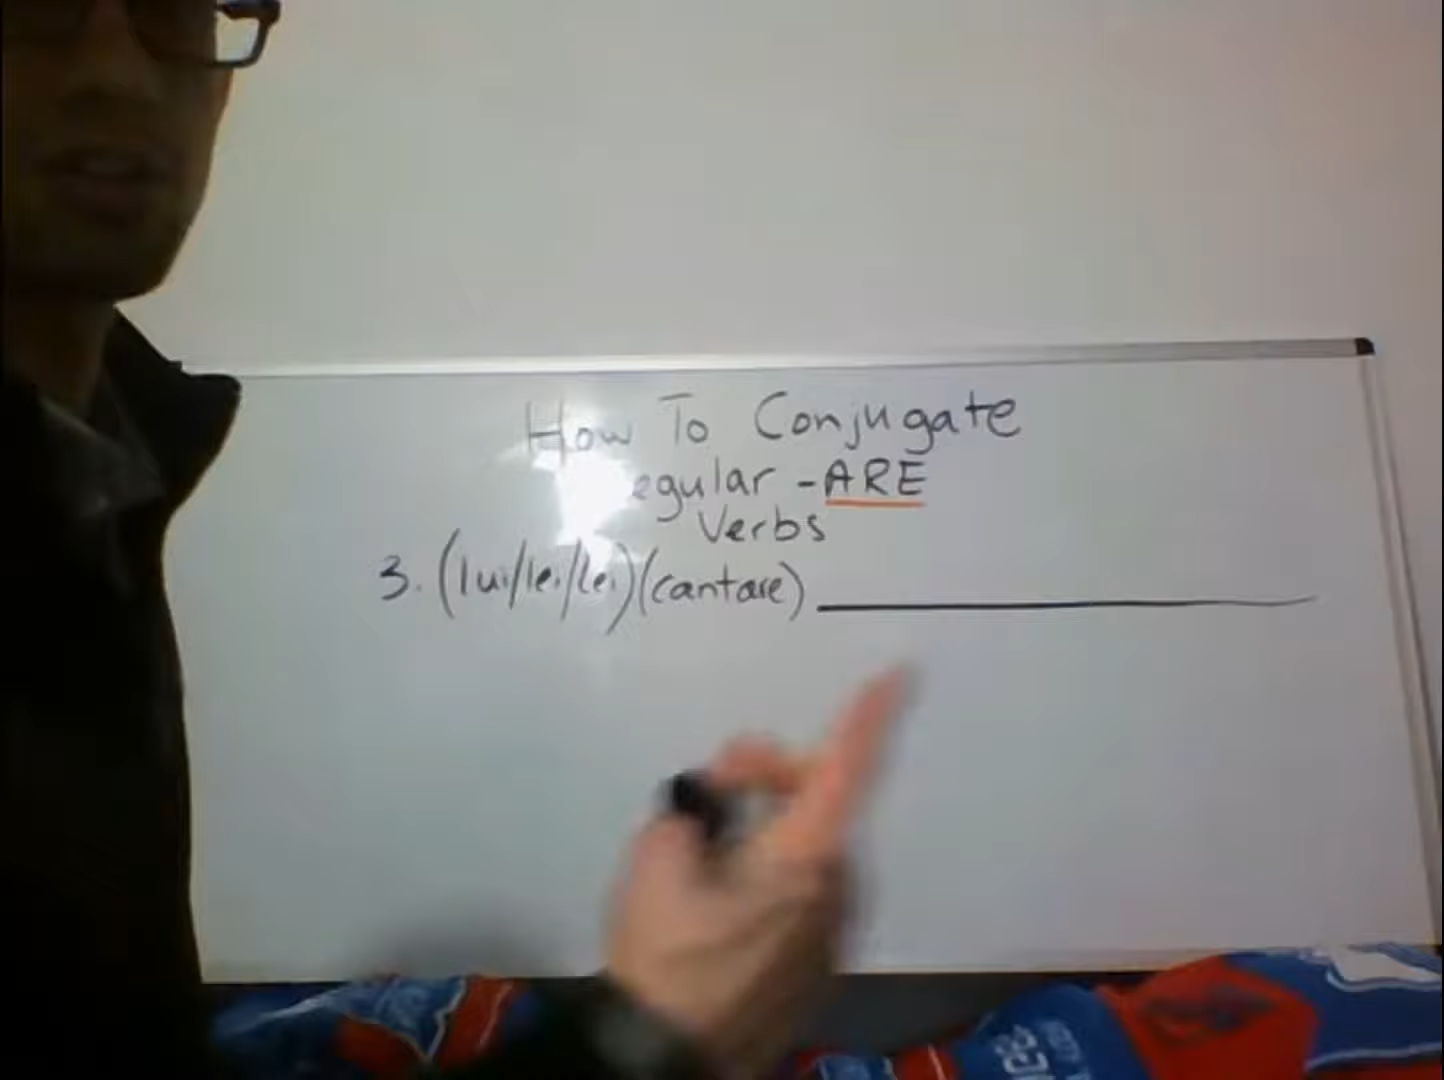 How To Conjugate
egular -ARE
Verbs
3. (lui/lei/Lei)(cantare)